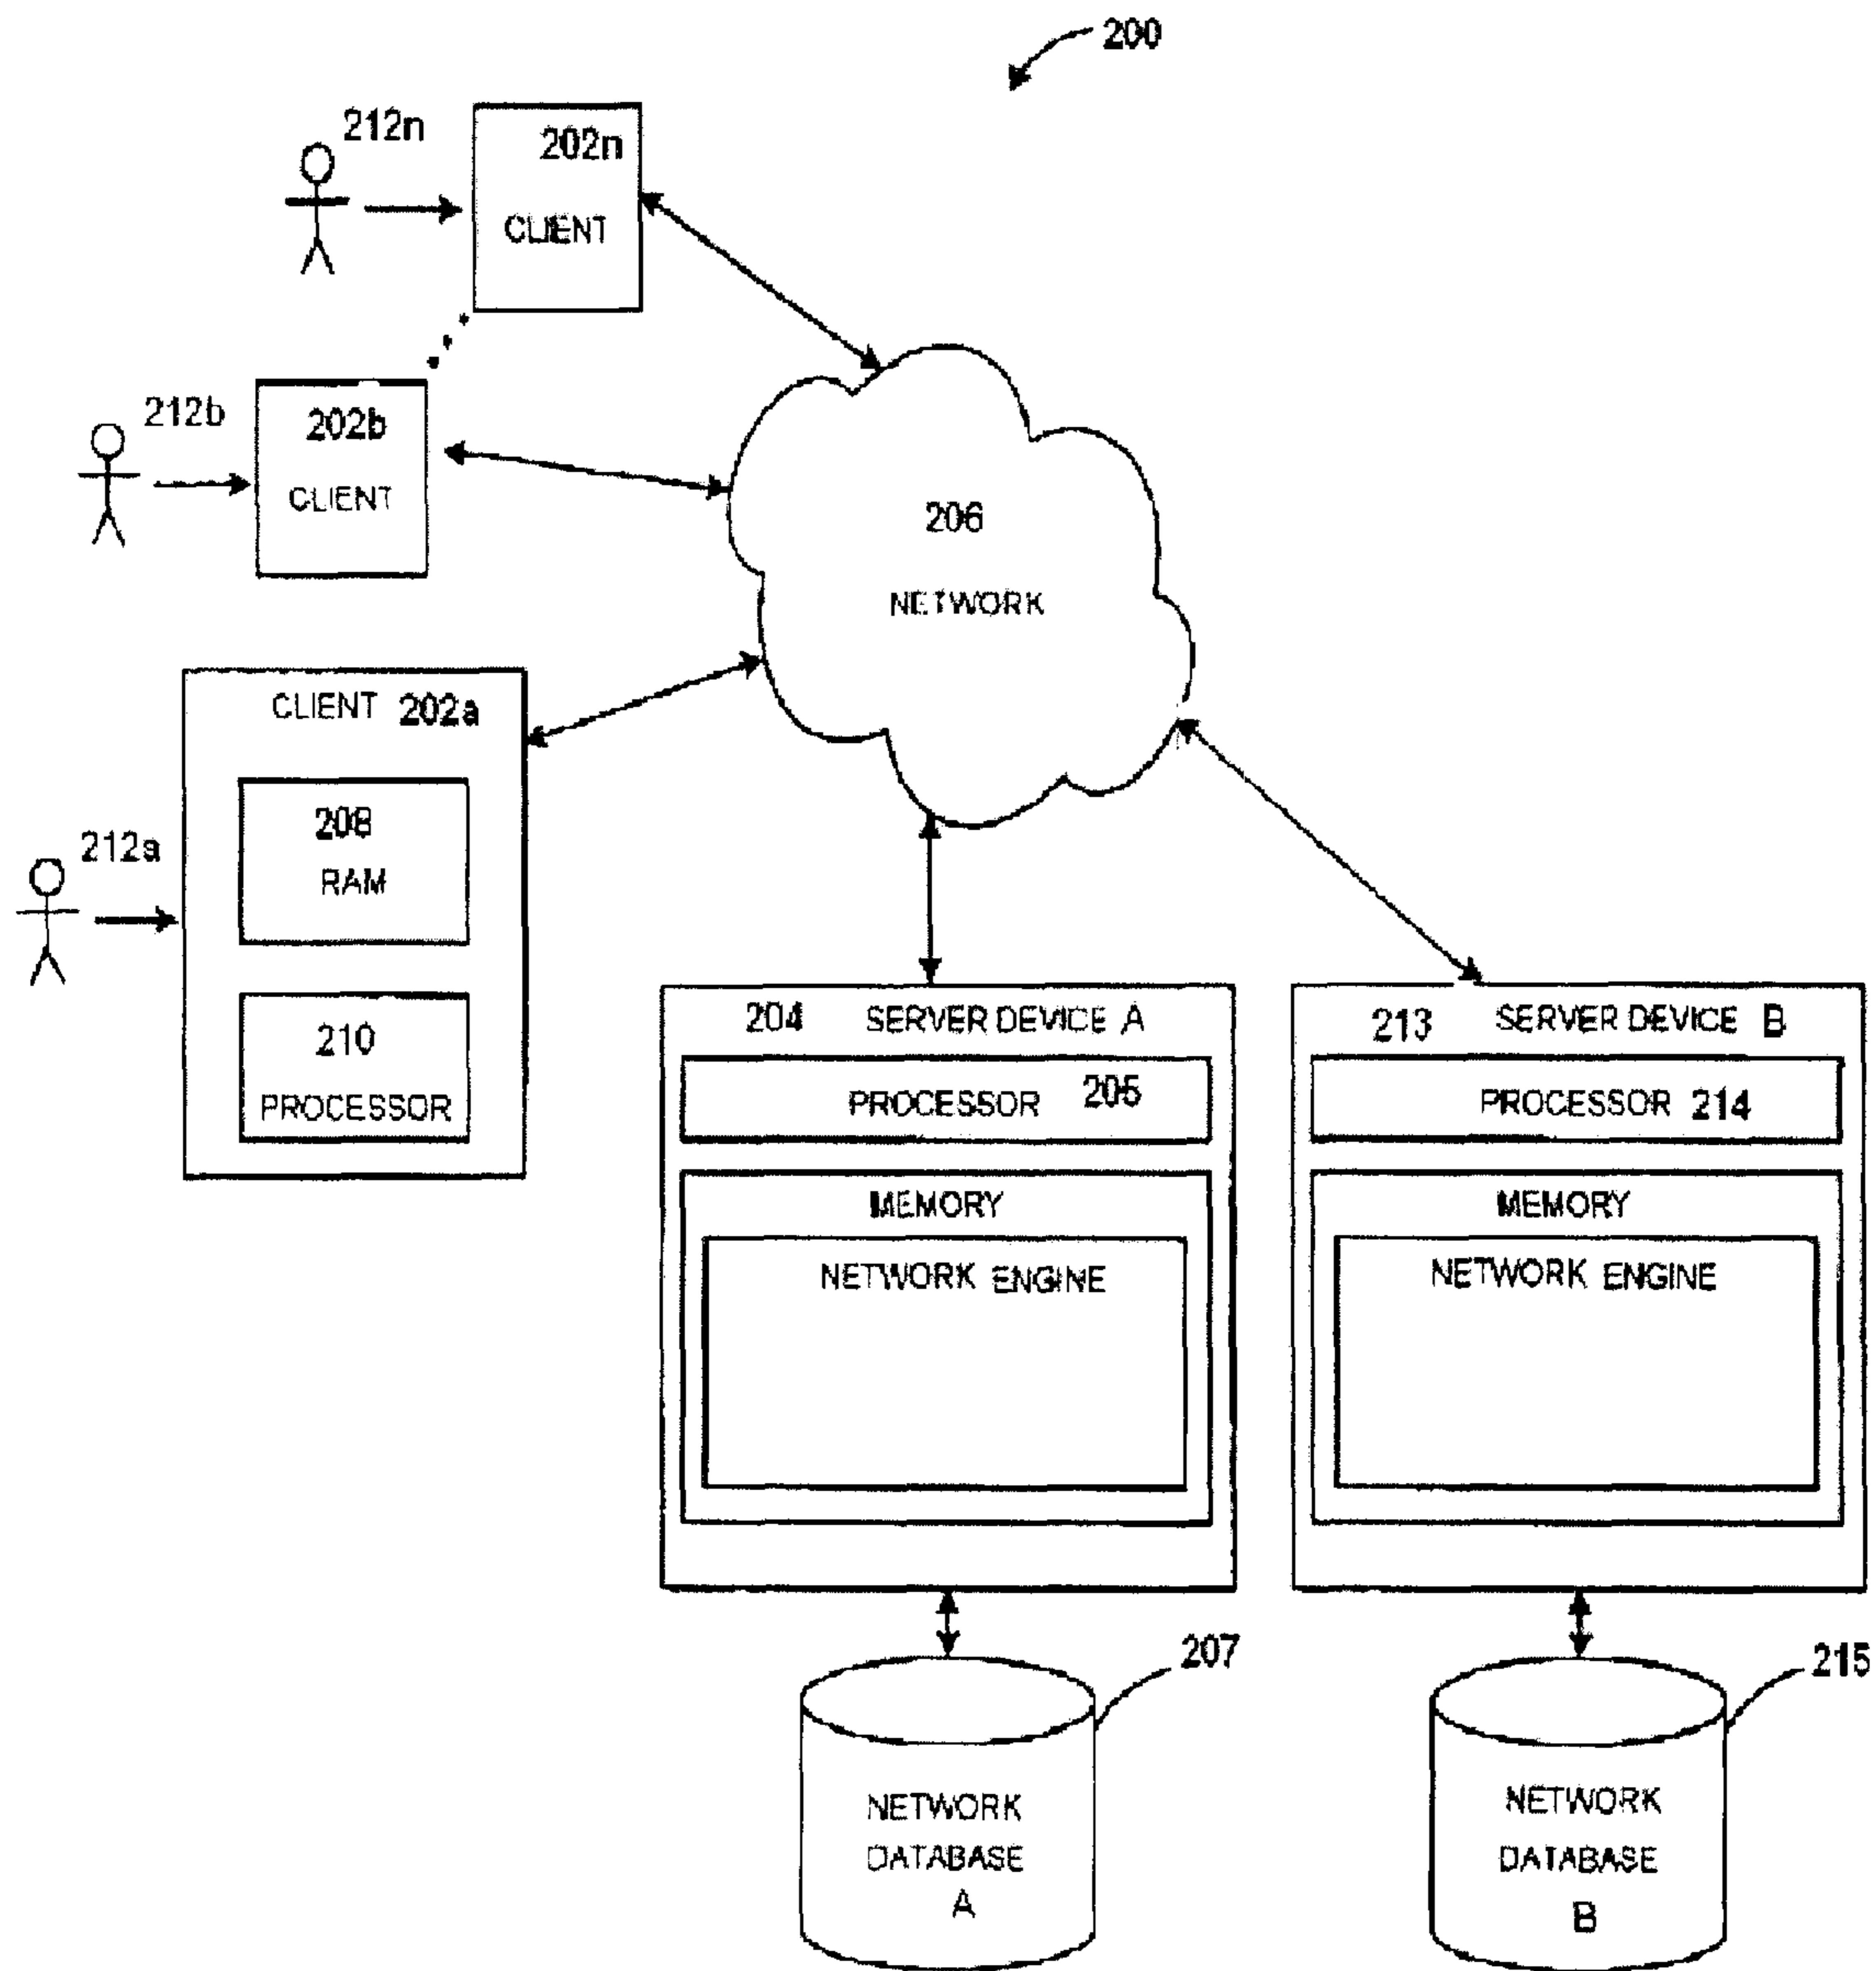 200
212n
202n
CLIENT
212b
202b
CLIENT
206
NETWORK
CLIENT 202a
208
RAM
212a
210
PROCESSOR
204 SERVER DEVICE A
PROCESSOR 205
MEMORY
NETWORK ENGINE
213 SERVER DEVICE B
PROCESSOR 214
MEMORY
NETWORK ENGINE
207
NETWORK
DATABASE
A
215
NETWORK
DATABASE
B